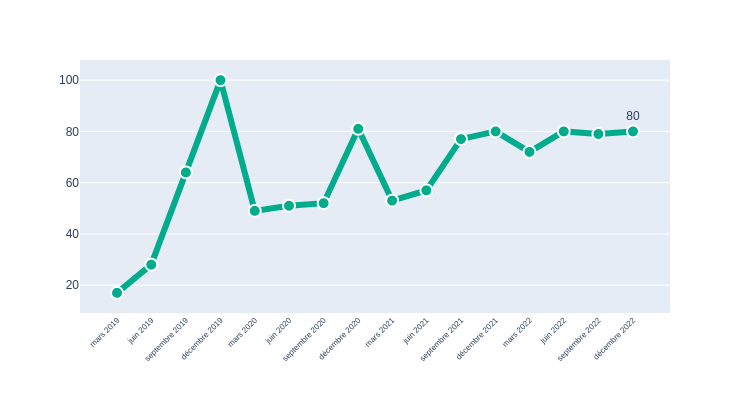 100
80
60
40
20
80
mars 2019
juin 2019
septembre 2019
décembre 2019
mars 2020
juin 2020
septembre 2020
décembre 2020
mars 2021
juin 2021
septembre 2021
décembre 2021
mars 2022
juin 2022
septembre 2022
décembre 2022